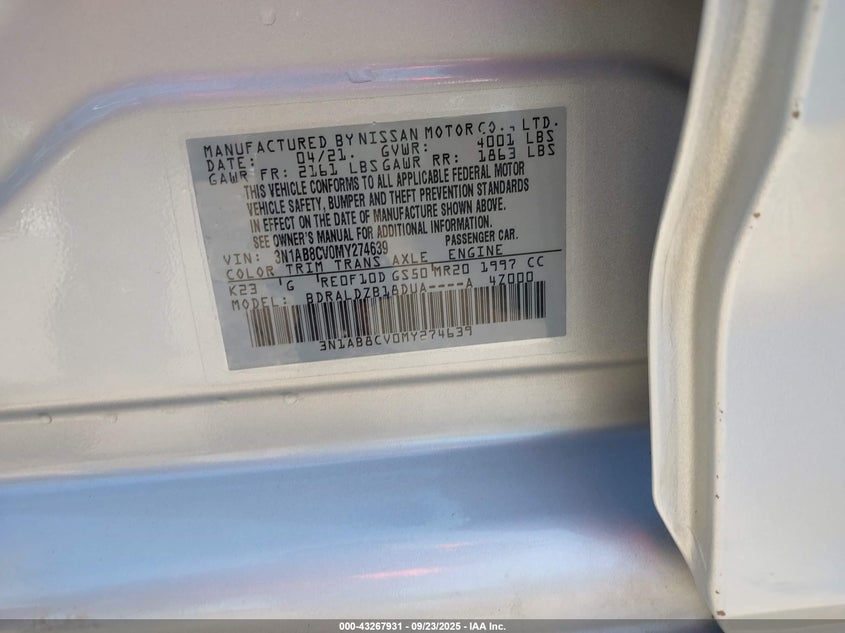 MANUFACTURED BY NISSAN MOTOR CO., LTD.
DATE: 04/21. GVWR: 4001 LBS
GAWR FR: 2161 LBS GAWR RR: 1863 LBS
THIS VEHICLE CONFORMS TO ALL APPLICABLE FEDERAL MOTOR
VEHICLE SAFETY, BUMPER AND THEFT PREVENTION STANDARDS
IN EFFECT ON THE DATE OF MANUFACTURE SHOWN ABOVE.
SEE OWNER'S MANUAL FOR ADDITIONAL INFORMATION.
VIN: 3N1AB8CV0MY274639 PASSENGER CAR.
COLOR TRIM TRANS AXLE ENGINE
K23 G RE0F10D GS50 MR20 1997 CC
MODEL: BDRALDZB18DUA----A 47000
3N1AB8CV0MY274639
000-43267931 - 09/23/2025 - IAA Inc.